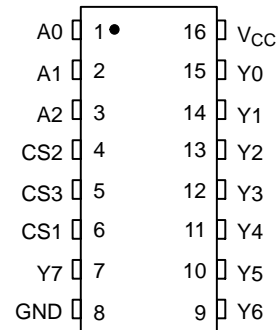 A0 1 16 VCC
A1 2 15 Y0
A2 3 14 Y1
CS2 4 13 Y2
CS3 5 12 Y3
CS1 6 11 Y4
Y7 7 10 Y5
GND 8 9 Y6